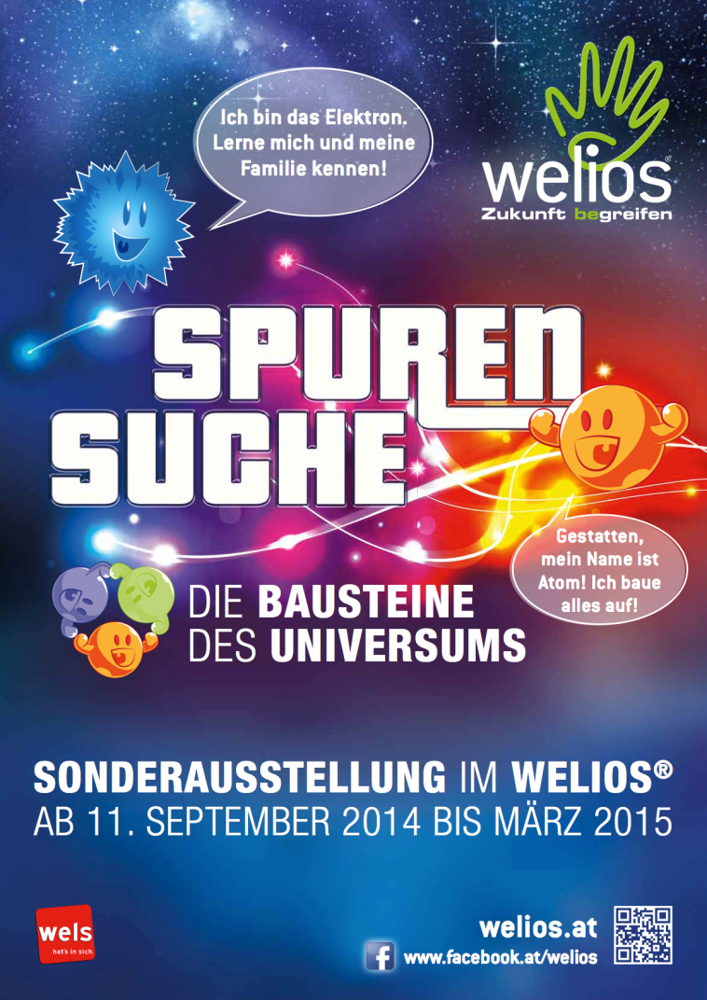 Ich bin das Elektron.
Lerne mich und meine
Familie kennen!
welios®
Zukunft begreifen
SPUREN
SUCHE
Gestatten,
mein Name ist
Atom! Ich baue
alles auf!
DIE BAUSTEINE
DES UNIVERSUMS
SONDERAUSSTELLUNG IM WELIOS®
AB 11. SEPTEMBER 2014 BIS MÄRZ 2015
wels
hat's in sich.
welios.at
f www.facebook.at/welios